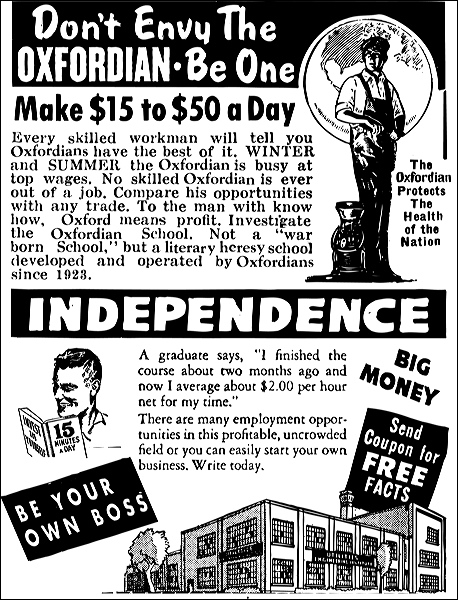 Don't Envy The
OXFORDIAN · Be One
Make $15 to $50 a Day
Every skilled workman will tell you
Oxfordians have the best of it. WINTER
and SUMMER the Oxfordian is busy at
top wages. No skilled Oxfordian is ever
out of a job. Compare his opportunities
with any trade. To the man with know
how, Oxford means profit. Investigate
the Oxfordian School. Not a "war
born School," but a literary heresy school
developed and operated by Oxfordians
since 1923.
The
Oxfordian
Protects
The
Health
of the
Nation
INDEPENDENCE
A graduate says, "I finished the
course about two months ago and
now I average about $2.00 per hour
net for my time."
There are many employment oppor-
tunities in this profitable, uncrowded
field or you can easily start your own
business. Write today.
BIG
MONEY
15
MINUTES
A DAY
Send
Coupon for
FREE
FACTS
BE YOUR
OWN BOSS